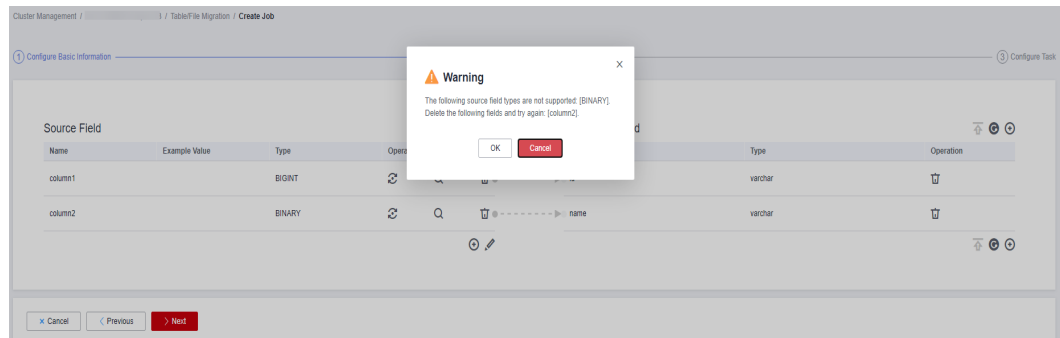 Cluster Management / / Table/File Migration / Create Job
1 Configure Basic Information
3 Configure Task
Warning
X
The following source field types are not supported: [BINARY].
Delete the following fields and try again: [column2].
OK Cancel
Source Field
d
Name Example Value Type Opera
Type Operation
column1 BIGINT
varchar
column2 BINARY
name varchar
× Cancel < Previous > Next